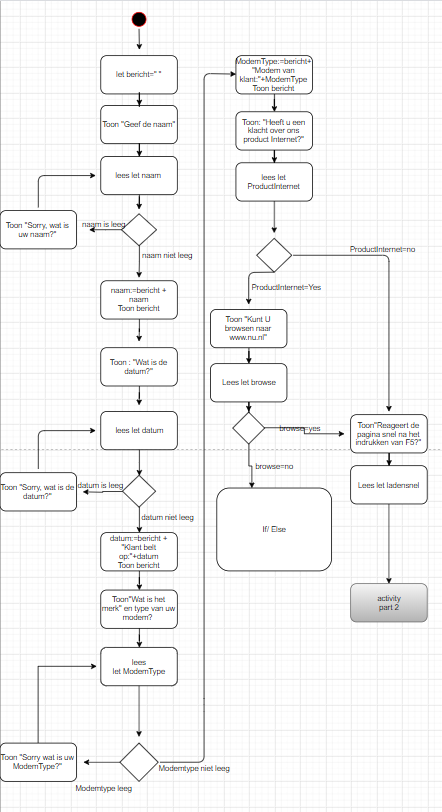 let bericht=" "
Toon "Geef de naam"
lees let naam
Toon "Sorry, wat is
uw naam?"
naam is leeg
naam niet leeg
naam:=bericht +
naam
Toon bericht
Toon : "Wat is de
datum?"
lees let datum
Toon "Sorry, wat is de
datum?"
datum is leeg
datum niet leeg
datum:=bericht +
"Klant belt
op:"+datum
Toon bericht
Toon"Wat is het
merk" en type van uw
modem?
lees
let ModemType
Toon "Sorry wat is uw
ModemType?"
Modemtype leeg
Modemtype niet leeg
ModemType:=bericht+
"Modem van
klant:"+ModemType
Toon bericht
Toon: "Heeft u een
klacht over ons
product Internet?"
lees let
ProductInternet
ProductInternet=no
ProductInternet=Yes
Toon "Kunt U
browsen naar
www.nu.nl"
Lees let browse
browse=yes
browse=no
If/ Else
Toon"Reageert de
pagina snel na het
indrukken van F5?"
Lees let ladensnel
activity
part 2